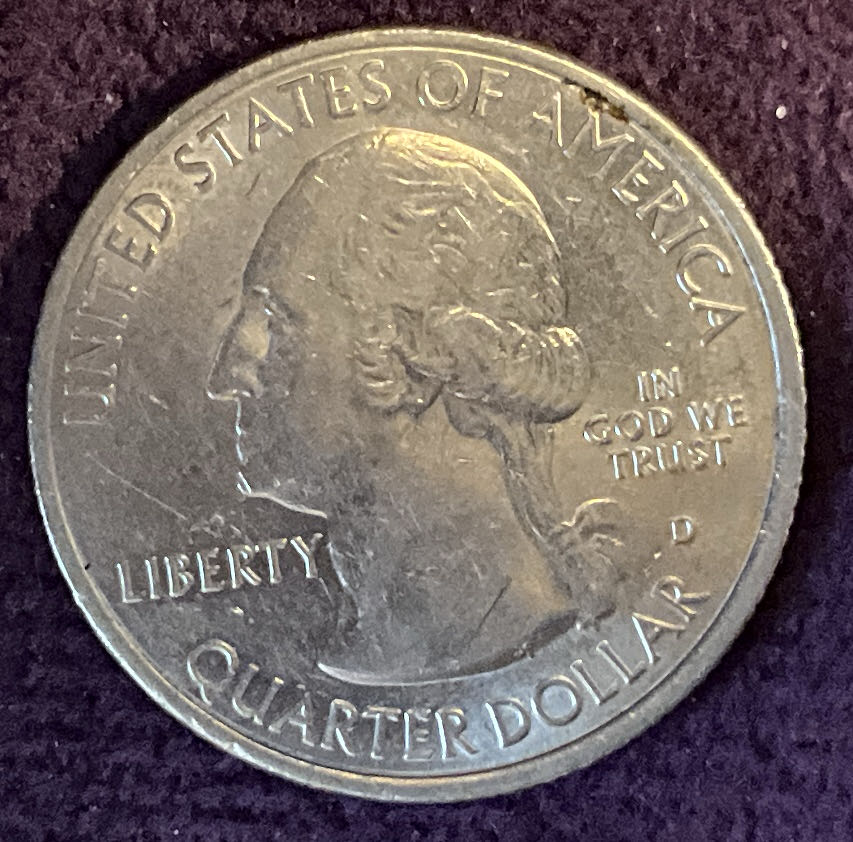 UNITED STATES OF AMERICA
LIBERTY
IN
GOD WE
TRUST
D
QUARTER DOLLAR